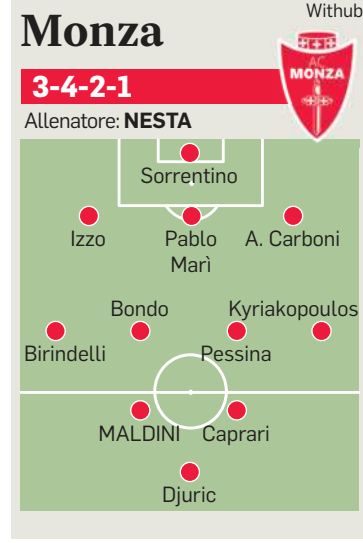 Withub
Monza
AC
MONZA
3-4-2-1
Allenatore: NESTA
Sorrentino
Izzo
Pablo
Marì
A. Carboni
Bondo
Kyriakopoulos
Birindelli
Pessina
MALDINI
Caprari
Djuric